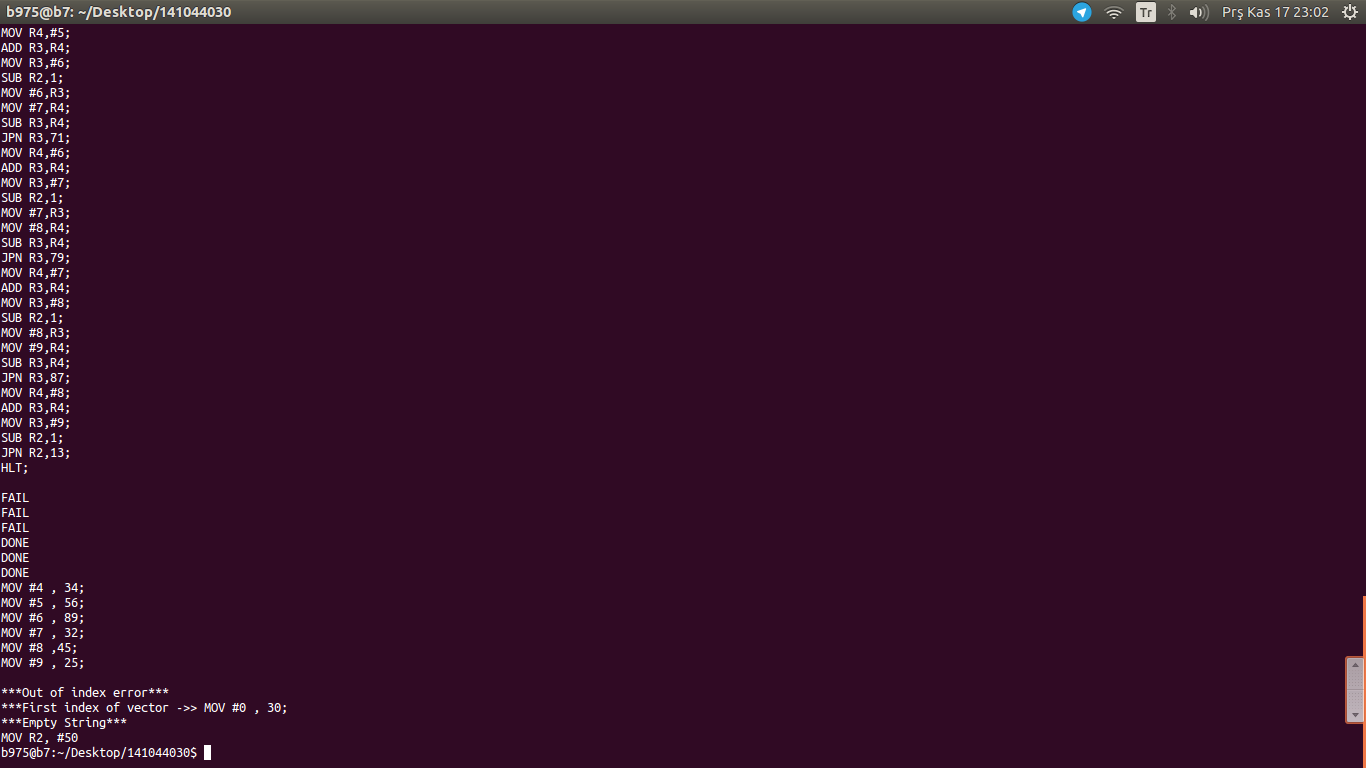 b975@b7: ~/Desktop/141044030
Tr
Prş Kas 17 23:02
MOV R4,#5;
ADD R3,R4;
MOV R3,#6;
SUB R2,1;
MOV #6,R3;
MOV #7,R4;
SUB R3,R4;
JPN R3,71;
MOV R4,#6;
ADD R3,R4;
MOV R3,#7;
SUB R2,1;
MOV #7,R3;
MOV #8,R4;
SUB R3,R4;
JPN R3,79;
MOV R4,#7;
ADD R3,R4;
MOV R3,#8;
SUB R2,1;
MOV #8,R3;
MOV #9,R4;
SUB R3,R4;
JPN R3,87;
MOV R4,#8;
ADD R3,R4;
MOV R3,#9;
SUB R2,1;
JPN R2,13;
HLT;
FAIL
FAIL
FAIL
DONE
DONE
DONE
MOV #4 , 34;
MOV #5 , 56;
MOV #6 , 89;
MOV #7 , 32;
MOV #8 ,45;
MOV #9 , 25;
***Out of index error***
***First index of vector ->> MOV #0 , 30;
***Empty String***
MOV R2, #50
b975@b7:~/Desktop/141044030$